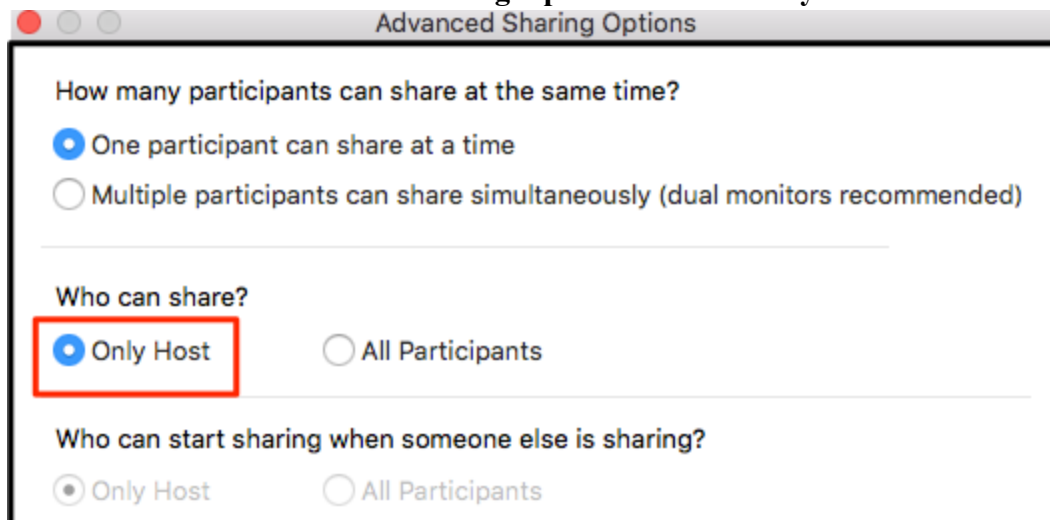 Advanced Sharing Options
How many participants can share at the same time?
One participant can share at a time
Multiple participants can share simultaneously (dual monitors recommended)
Who can share?
Only Host All Participants
Who can start sharing when someone else is sharing?
Only Host All Participants